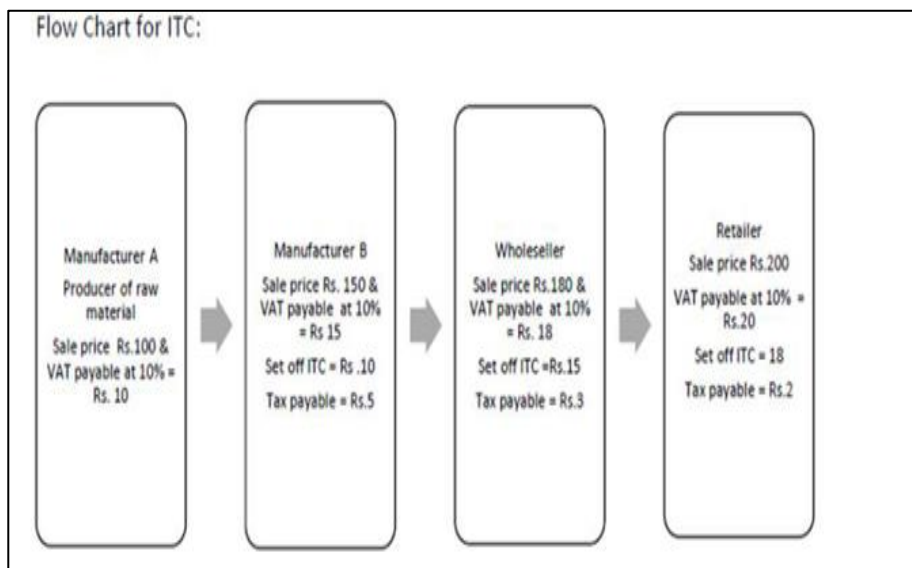 Flow Chart for ITC:
Manufacturer A
Producer of raw
material
Sale price Rs.100 &
VAT payable at 10% =
Rs. 10
Manufacturer B
Sale price Rs. 150 &
VAT payable at 10%
= Rs 15
Set off ITC = Rs .10
Tax payable = Rs.5
Wholeseller
Sale price Rs.180 &
VAT payable at 10%
= Rs. 18
Set off ITC =Rs.15
Tax payable = Rs.3
Retailer
Sale price Rs.200
VAT payable at 10% =
Rs.20
Set off ITC = 18
Tax payable = Rs.2